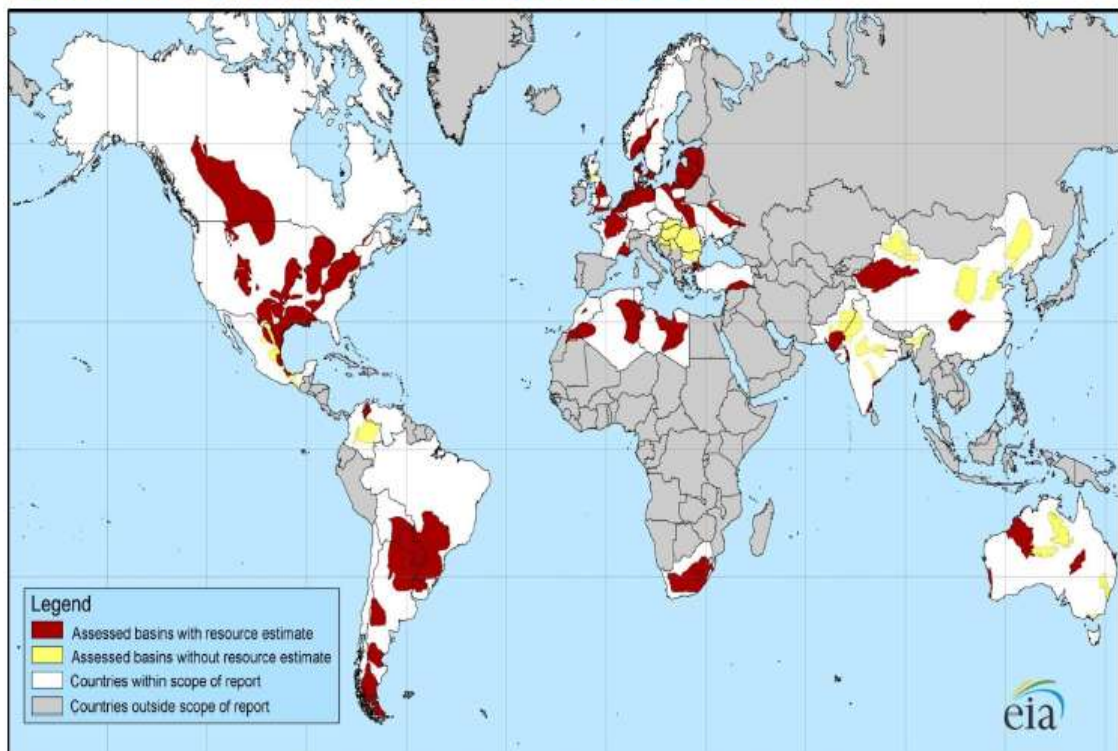 Legend
Assessed basins with resource estimate
Assessed basins without resource estimate
Countries within scope of report
Countries outside scope of report
eia